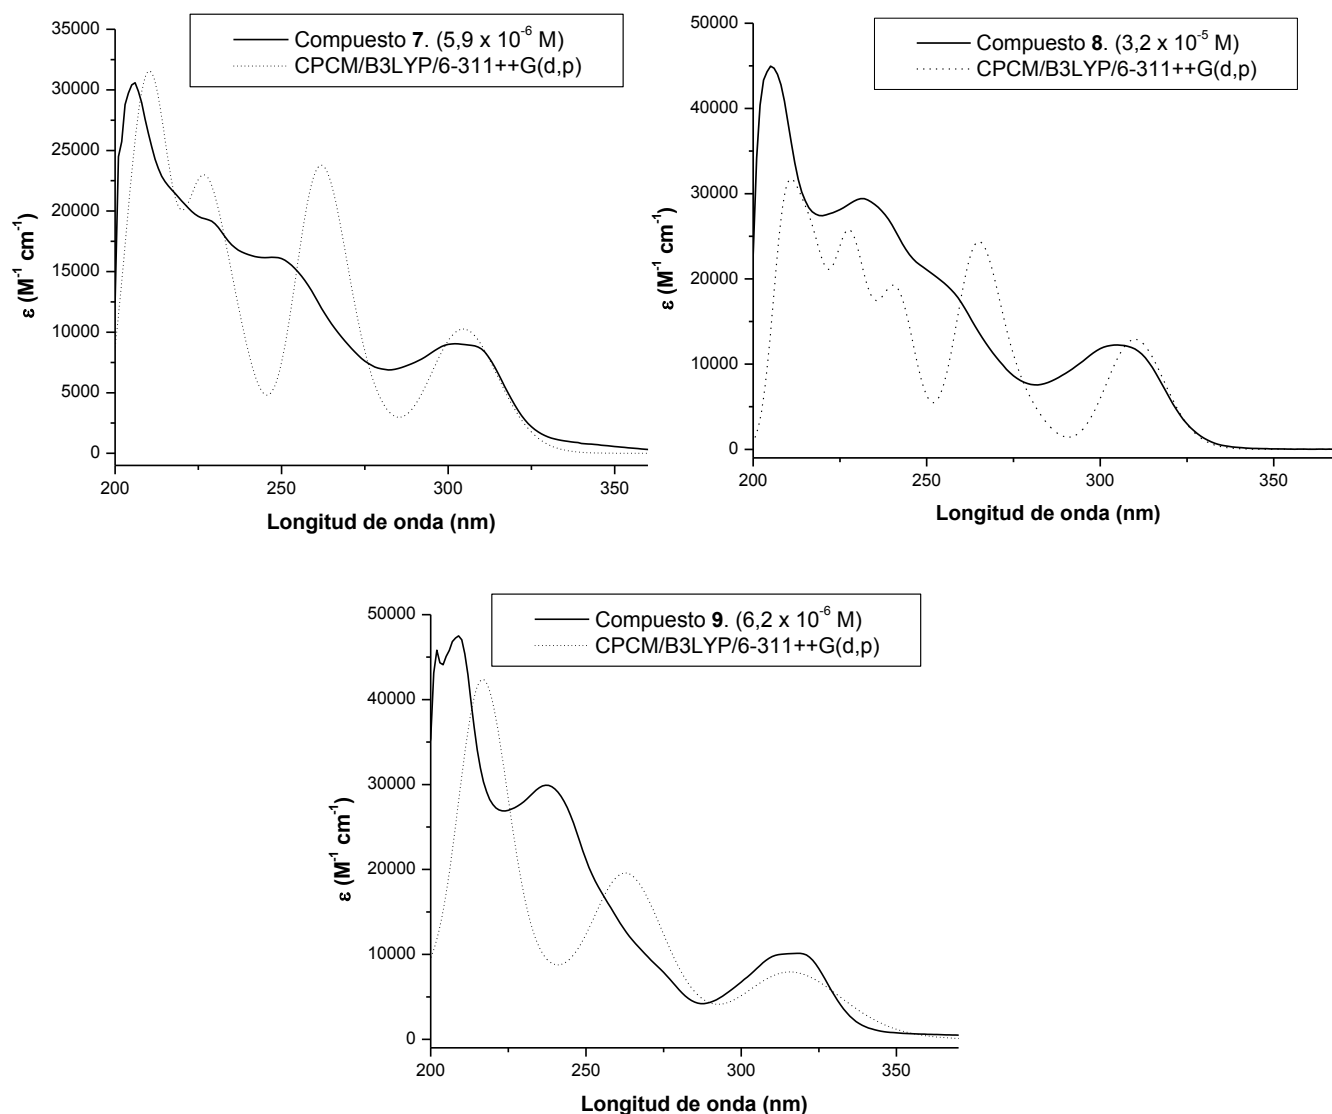 Compuesto 7. (5,9 x 10⁻⁶ M)
CPCM/B3LYP/6-311++G(d,p)
35000
30000
25000
20000
15000
10000
5000
0
ε (M⁻¹ cm⁻¹)
200
250
300
350
Longitud de onda (nm)
Compuesto 8. (3,2 x 10⁻⁵ M)
CPCM/B3LYP/6-311++G(d,p)
50000
40000
30000
20000
10000
0
ε (M⁻¹ cm⁻¹)
200
250
300
350
Longitud de onda (nm)
Compuesto 9. (6,2 x 10⁻⁶ M)
CPCM/B3LYP/6-311++G(d,p)
50000
40000
30000
20000
10000
0
ε (M⁻¹ cm⁻¹)
200
250
300
350
Longitud de onda (nm)